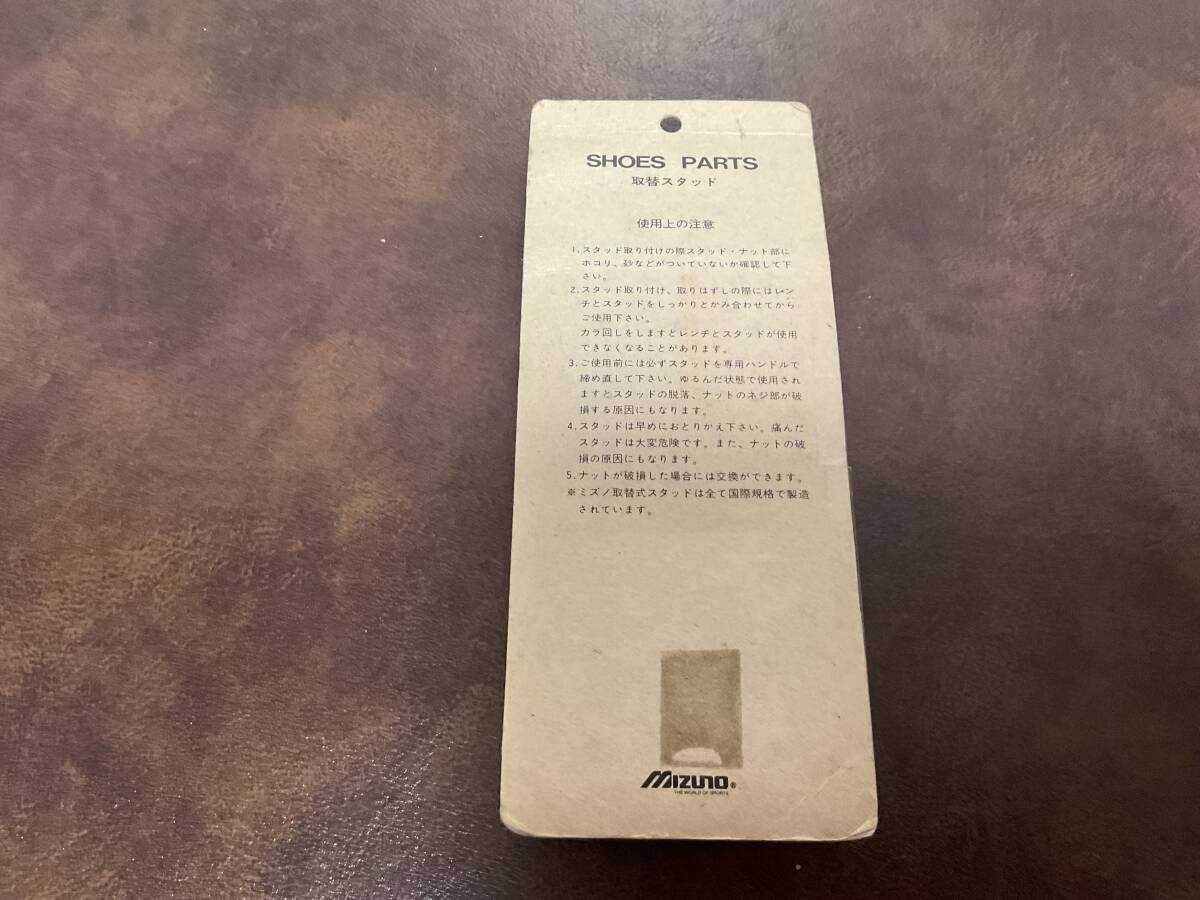 SHOES PARTS
取替スタッド
使用上の注意
1.スタッド取り付けの際スタッド・ナット部に
ホコリ、砂などがついていないか確認して下
さい。
2.スタッド取り付け、取りはずしの際にはレン
チとスタッドをしっかりとかみ合わせてから
ご使用下さい。
カラ回しをしますとレンチとスタッドが使用
できなくなることがあります。
3.ご使用前には必ずスタッドを専用ハンドルで
締め直して下さい。ゆるんだ状態で使用され
ますとスタッドの脱落、ナットのネジ部が破
損する原因にもなります。
4.スタッドは早めにおとりかえ下さい。痛んだ
スタッドは大変危険です。また、ナットの破
損の原因にもなります。
5.ナットが破損した場合には交換ができます。
※ミズノ取替式スタッドは全て国際規格で製造
されています。
MIZUNO®
THE WORLD OF SPORTS